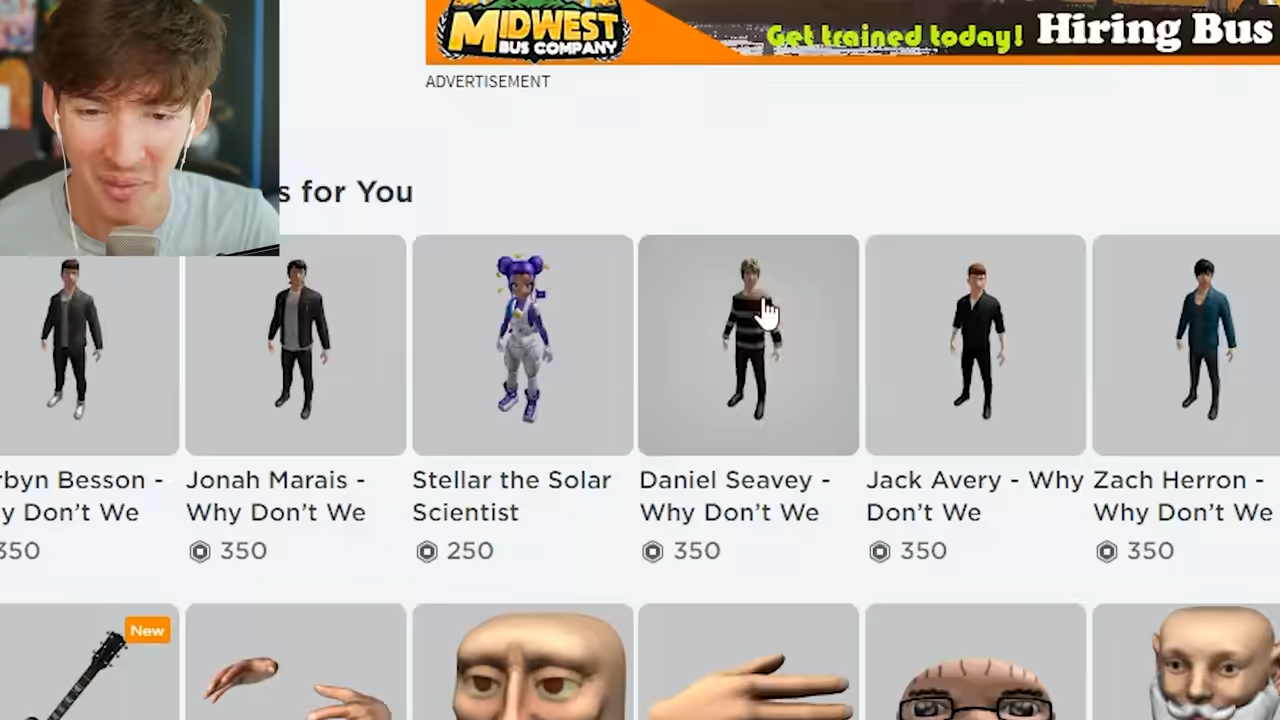 MIDWEST
BUS COMPANY
Get trained today!
Hiring Bus
ADVERTISEMENT
s for You
rbyn Besson -
y Don't We
350
Jonah Marais -
Why Don't We
350
Stellar the Solar
Scientist
250
Daniel Seavey -
Why Don't We
350
Jack Avery - Why
Don't We
350
Zach Herron -
Why Don't We
350
New